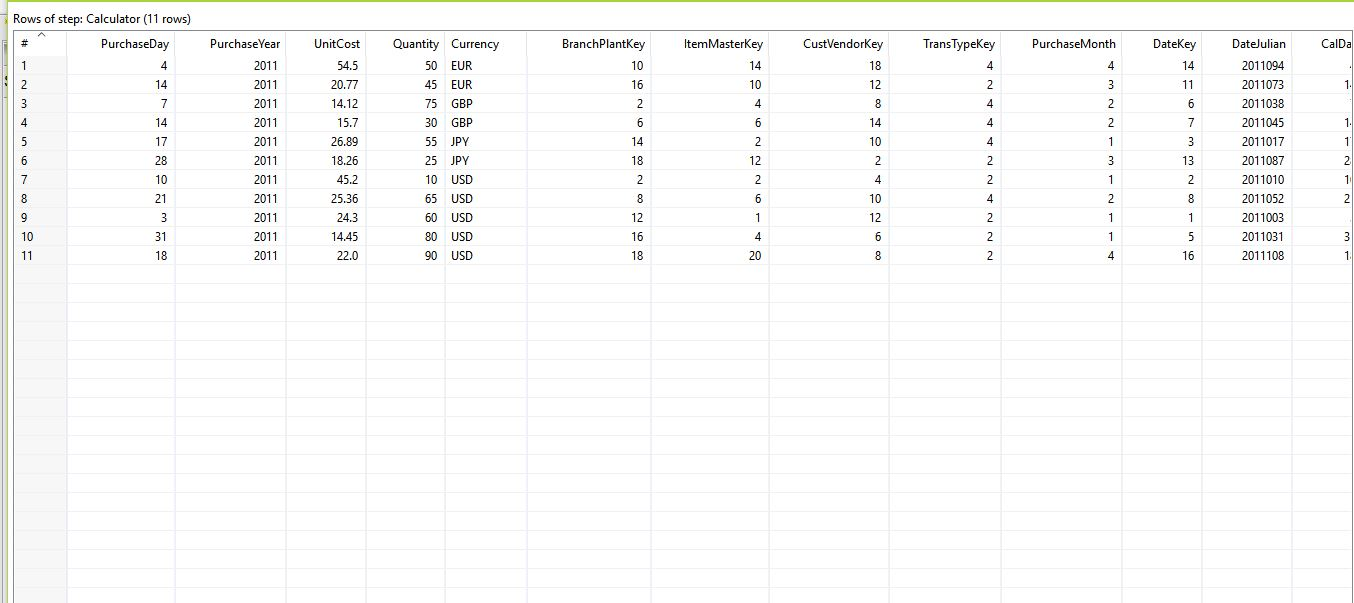 Rows of step: Calculator (11 rows)
# PurchaseDay PurchaseYear UnitCost Quantity Currency BranchPlantKey ItemMasterKey CustVendorKey TransTypeKey PurchaseMonth DateKey DateJulian CalDa
1 4 2011 54.5 50 EUR 10 14 18 4 4 14 2011094
2 14 2011 20.77 45 EUR 16 10 12 2 3 11 2011073
3 7 2011 14.12 75 GBP 2 4 8 4 2 6 2011038
4 14 2011 15.7 30 GBP 6 6 14 4 2 7 2011045
5 17 2011 26.89 55 JPY 14 2 10 4 1 3 2011017
6 28 2011 18.26 25 JPY 18 12 2 2 3 13 2011087
7 10 2011 45.2 10 USD 2 2 4 2 1 2 2011010
8 21 2011 25.36 65 USD 8 6 10 4 2 8 2011052
9 3 2011 24.3 60 USD 12 1 12 2 1 1 2011003
10 31 2011 14.45 80 USD 16 4 6 2 1 5 2011031
11 18 2011 22.0 90 USD 18 20 8 2 4 16 2011108